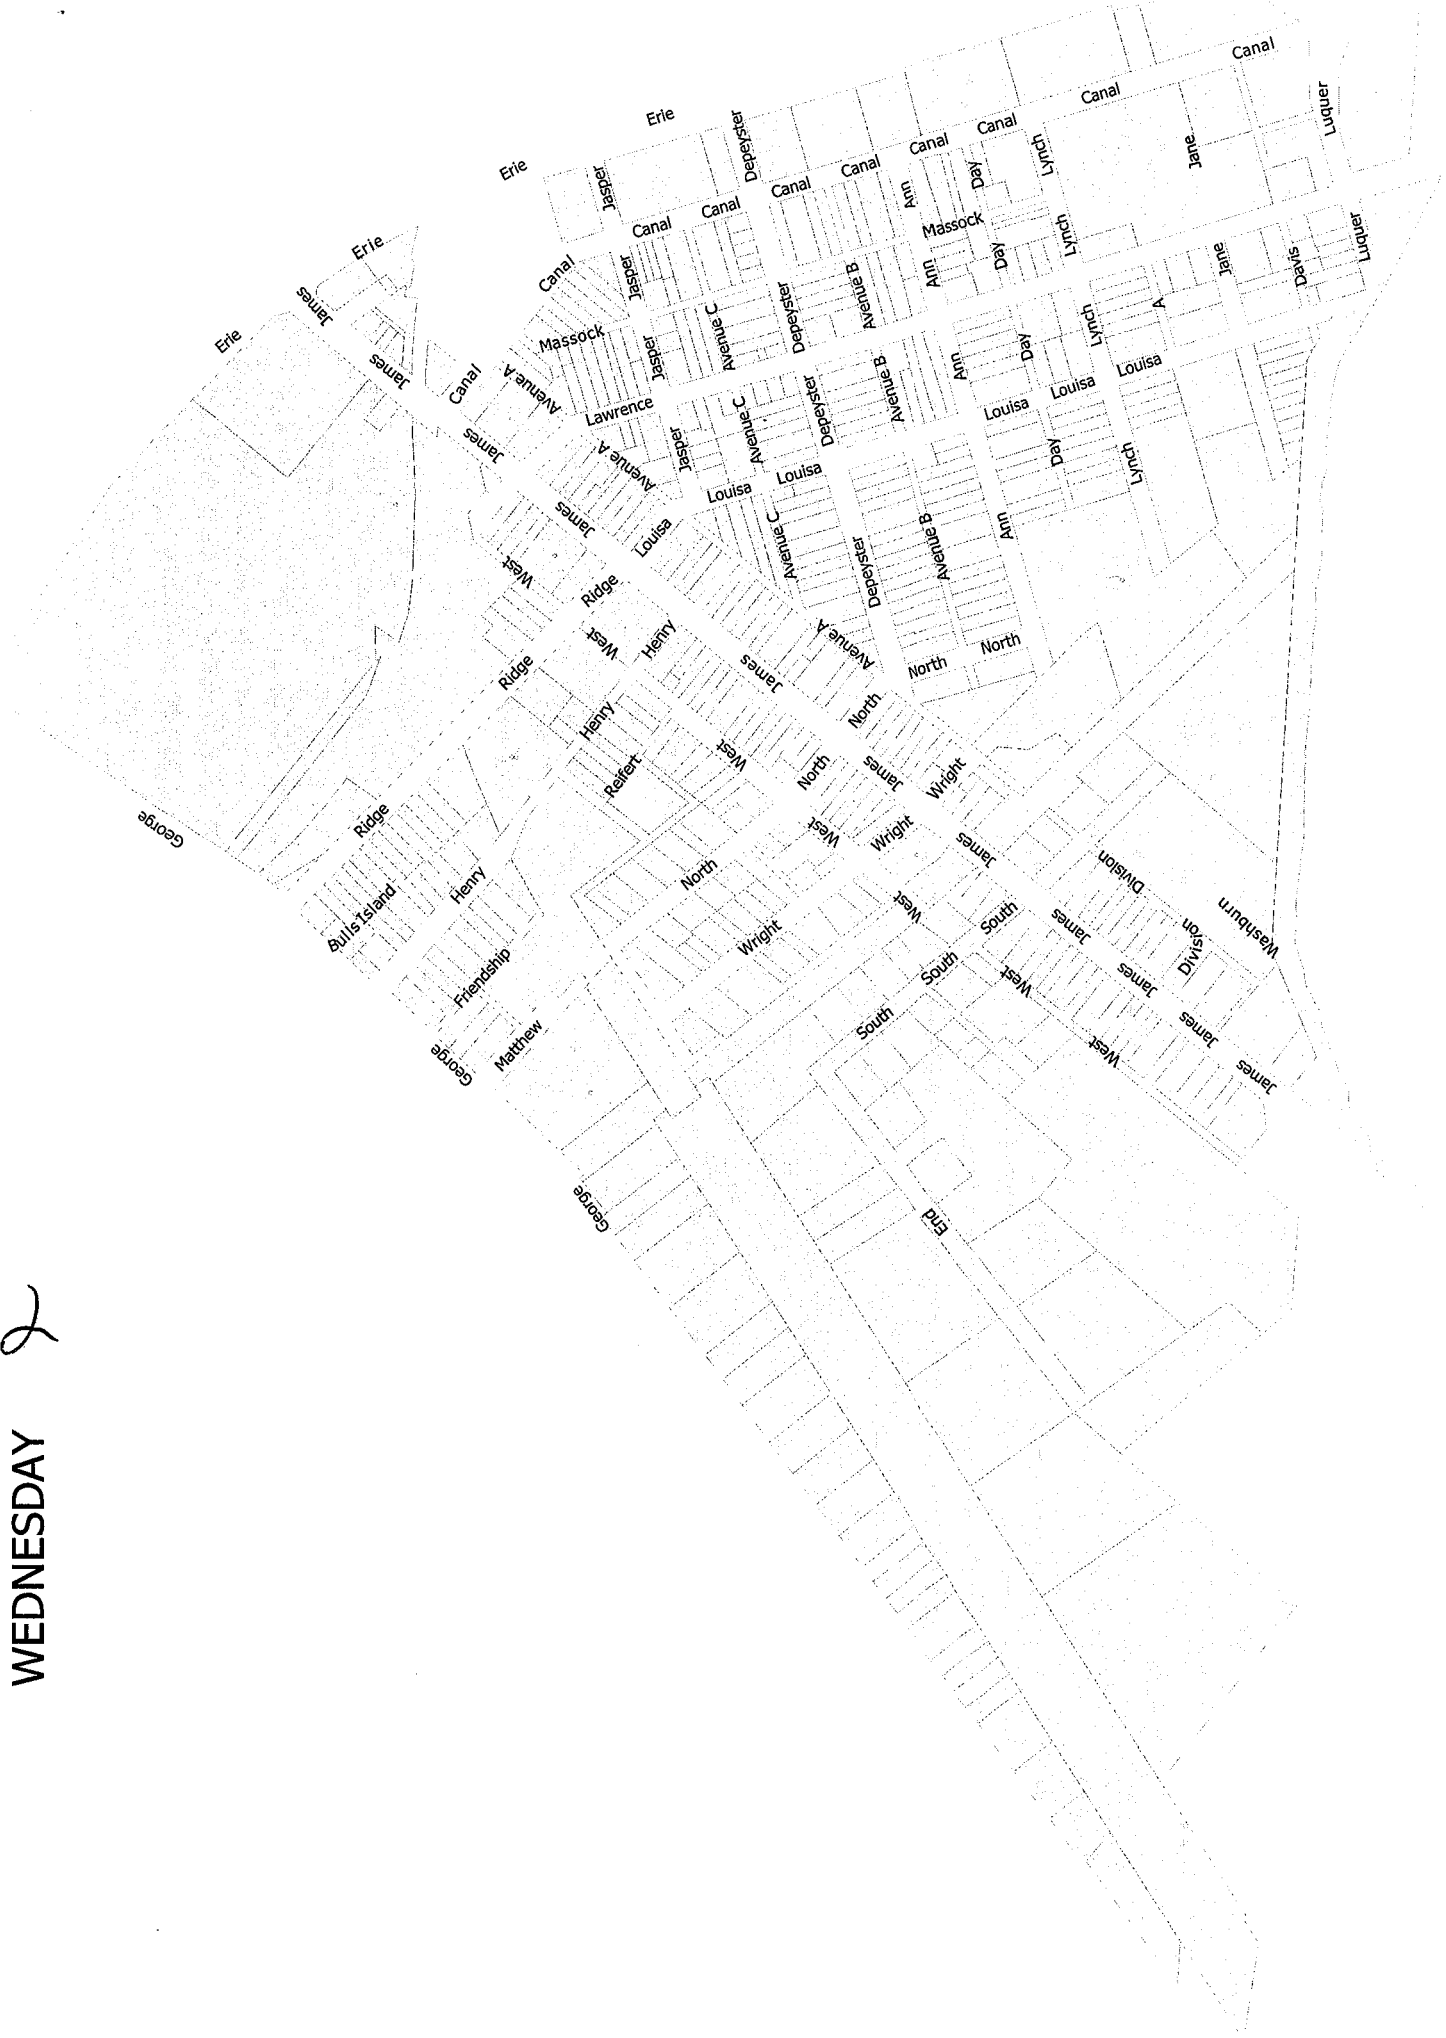 Canal
Canal
Luquer
Erie
Depeyster
Canal
Lynch
Canal
Jane
Erie
Jasper
Canal
Day
Canal
Ann
Canal
Canal
Massock
Lynch
Luquer
Erie
Canal
Jasper
Ann
Day
Jane
Davis
James
Massock
Avenue C
Depeyster
Avenue B
A
Lynch
Erie
James
Canal
Avenue A
Jasper
Ann
Day
Louisa
Louisa
Louisa
Lawrence
Avenue C
Depeyster
Avenue B
James
Avenue A
Jasper
Day
Lynch
Louisa
Louisa
James
Louisa
Avenue C
Depeyster
Avenue B
Ann
West
Ridge
West
Henry
Avenue A
North
North
Ridge
James
Henry
North
West
Reifert
North
James
Wright
George
Ridge
West
Wright
James
Division
North
Henry
Bulls Island
West
South
James
Washburn
Wright
Division
Friendship
South
West
James
South
James
Matthew
George
West
James
George
End
WEDNESDAY 2